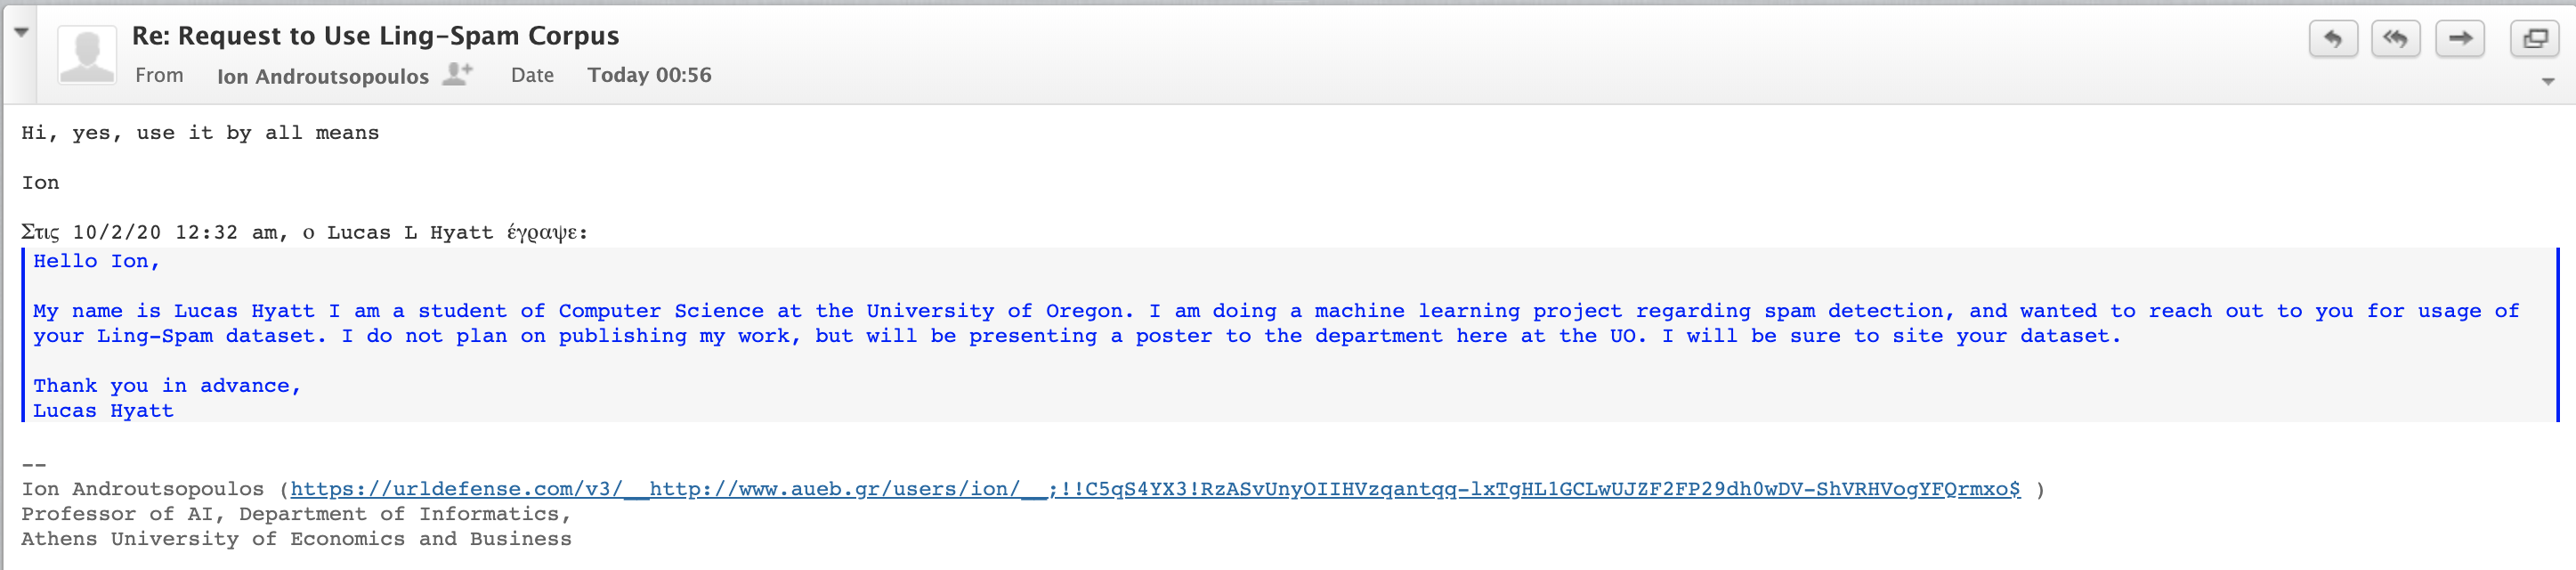 Re: Request to Use Ling-Spam Corpus
From Ion Androutsopoulos Date Today 00:56
Hi, yes, use it by all means
Ion
Στις 10/2/20 12:32 am, ο Lucas L Hyatt έγραψε:
Hello Ion,
My name is Lucas Hyatt I am a student of Computer Science at the University of Oregon. I am doing a machine learning project regarding spam detection, and wanted to reach out to you for usage of
your Ling-Spam dataset. I do not plan on publishing my work, but will be presenting a poster to the department here at the UO. I will be sure to site your dataset.
Thank you in advance,
Lucas Hyatt
--
Ion Androutsopoulos (https://urldefense.com/v3/__http://www.aueb.gr/users/ion/__;!!C5qS4YX3!RzASvUnyOIIHVzqantqq-lxTgHL1GCLwUJZF2FP29dh0wDV-ShVRHVogYFQrmxo$ )
Professor of AI, Department of Informatics,
Athens University of Economics and Business